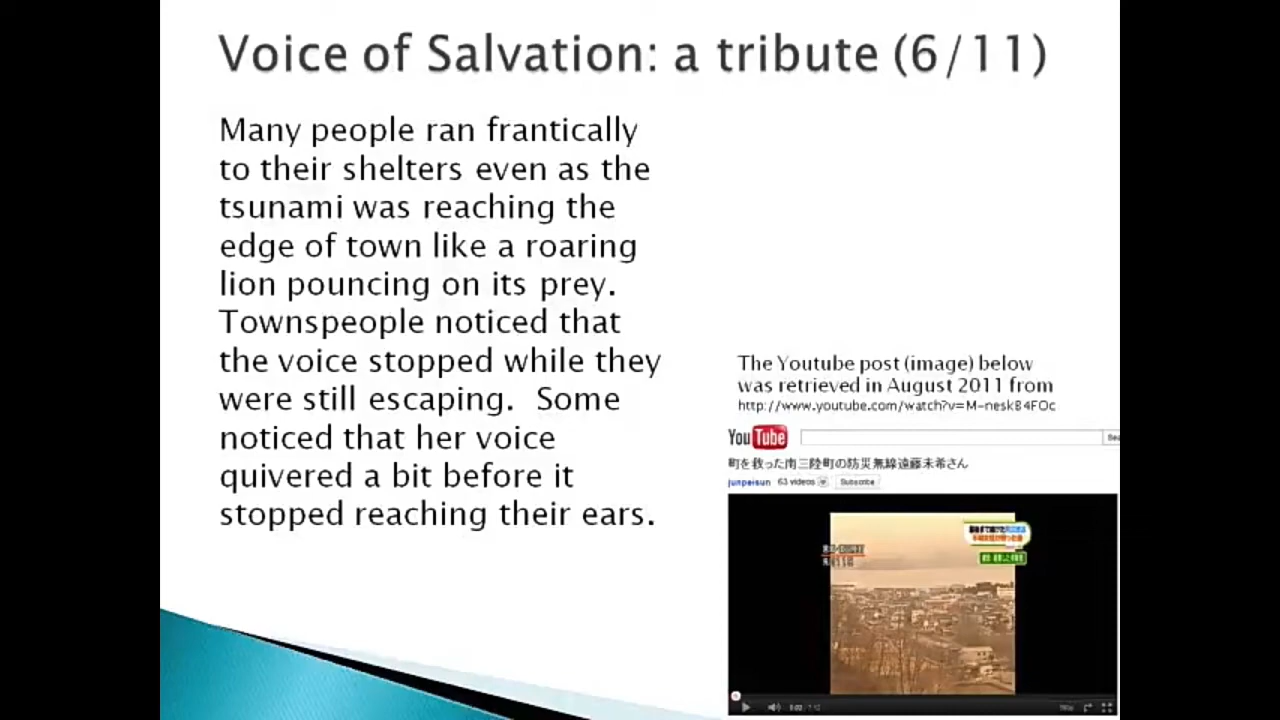 Voice of Salvation: a tribute (6/11)
Many people ran frantically
to their shelters even as the
tsunami was reaching the
edge of town like a roaring
lion pouncing on its prey.
Townspeople noticed that
the voice stopped while they
were still escaping.  Some
noticed that her voice
quivered a bit before it
stopped reaching their ears.
The Youtube post (image) below
was retrieved in August 2011 from
http://www.youtube.com/watch?v=M-neskB4FOc
YouTube
町を救った南三陸町の防災無線遠藤未希さん
junpeisun 63 videos Subscribe